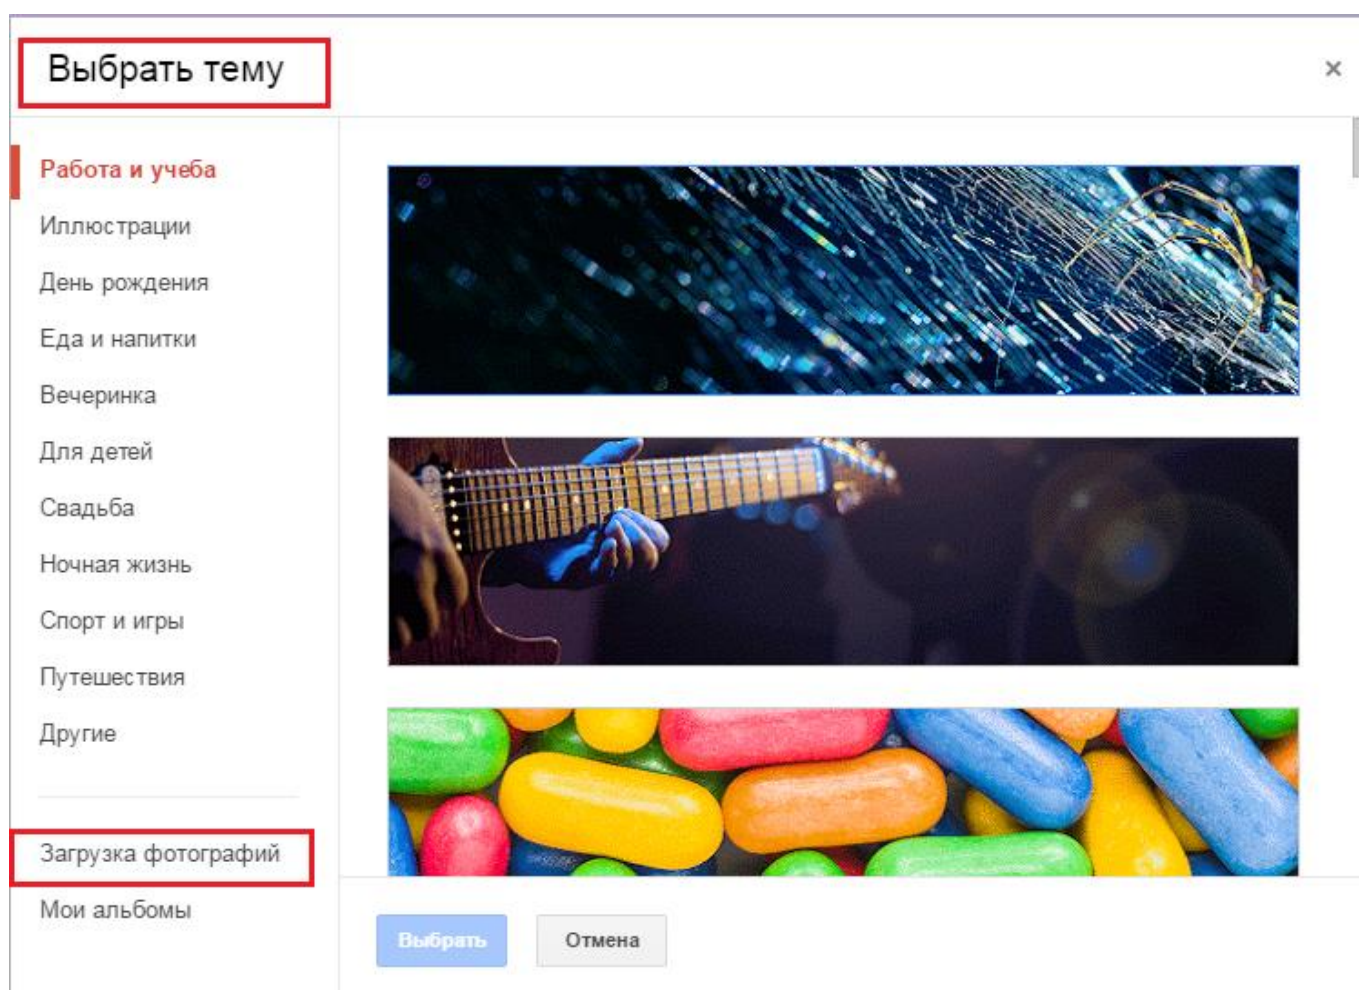 Выбрать тему
×
Работа и учеба
Иллюстрации
День рождения
Еда и напитки
Вечеринка
Для детей
Свадьба
Ночная жизнь
Спорт и игры
Путешествия
Другие
Загрузка фотографий
Мои альбомы
Выбрать Отмена